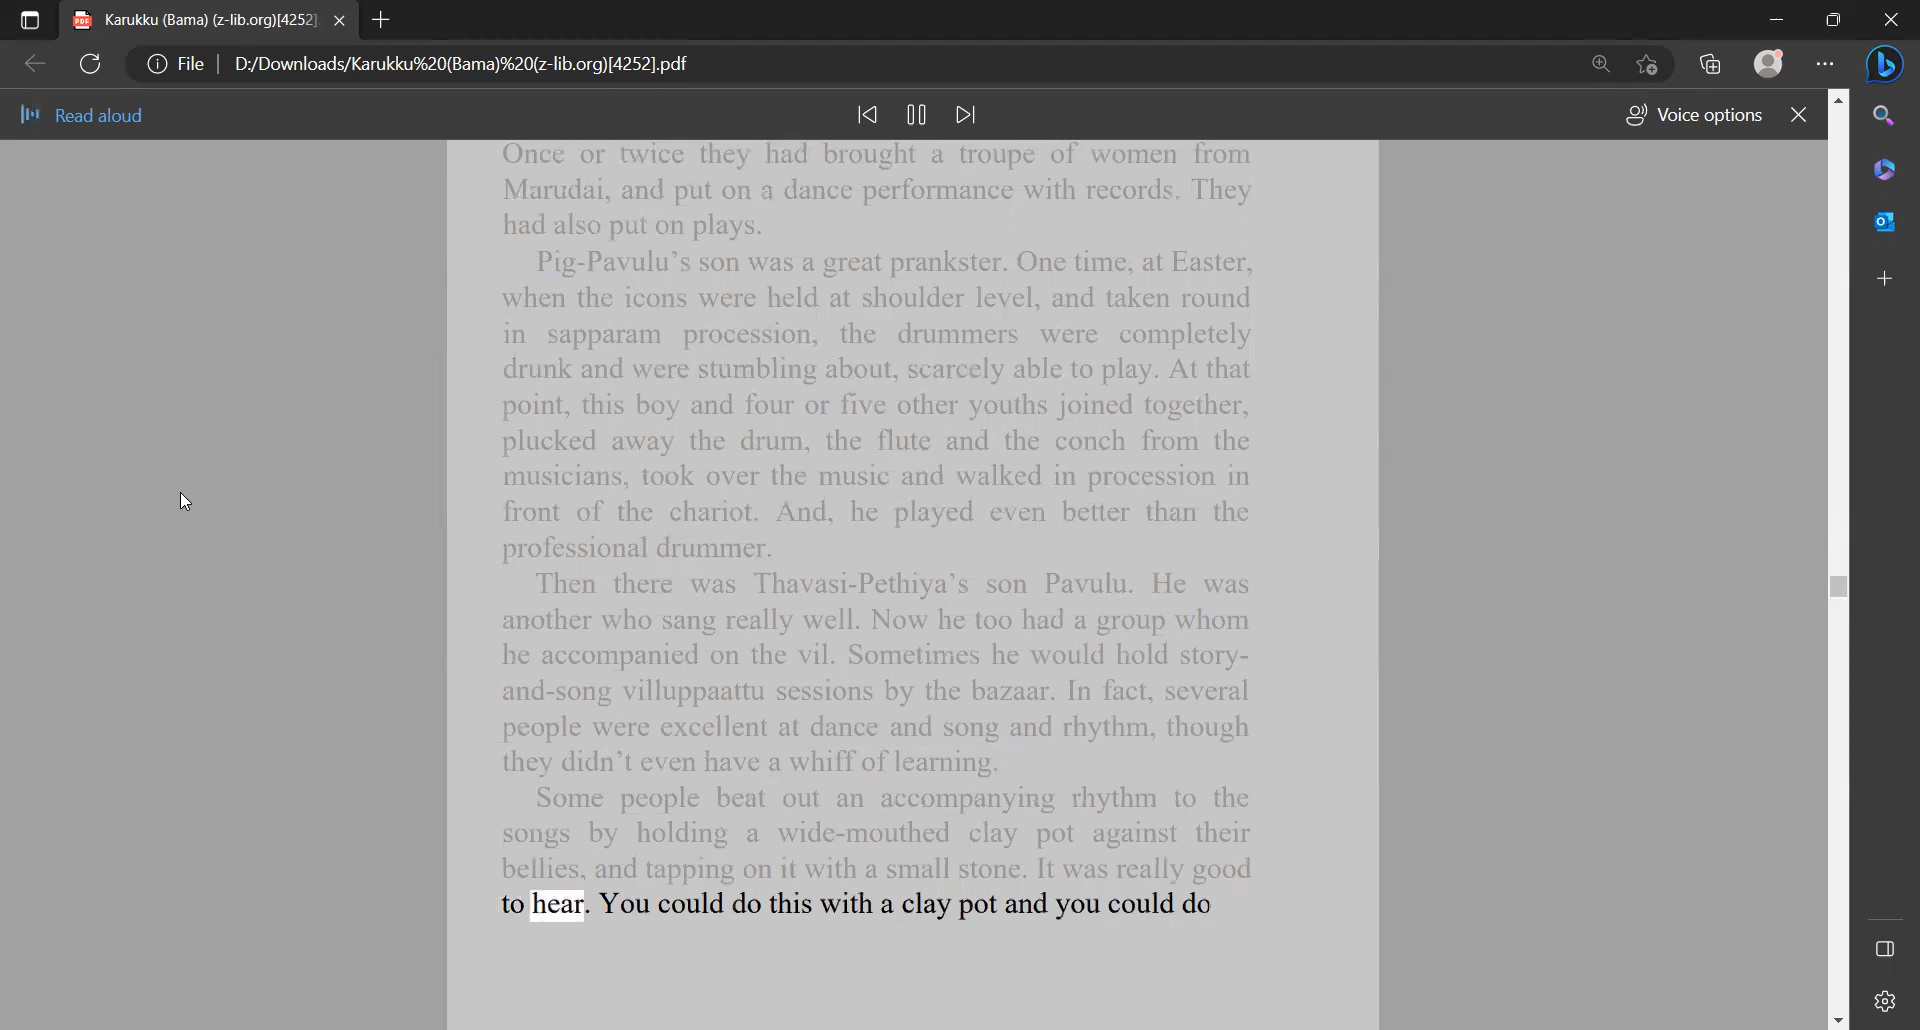 Karukku (Bama) (z-lib.org)[4252]
File
D:/Downloads/Karukku%20(Bama)%20(z-lib.org)[4252].pdf
Read aloud
Voice options
Once or twice they had brought a troupe of women from
Marudai, and put on a dance performance with records. They
had also put on plays.
Pig-Pavulu’s son was a great prankster. One time, at Easter,
when the icons were held at shoulder level, and taken round
in sapparam procession, the drummers were completely
drunk and were stumbling about, scarcely able to play. At that
point, this boy and four or five other youths joined together,
plucked away the drum, the flute and the conch from the
musicians, took over the music and walked in procession in
front of the chariot. And, he played even better than the
professional drummer.
Then there was Thavasi-Pethiya’s son Pavulu. He was
another who sang really well. Now he too had a group whom
he accompanied on the vil. Sometimes he would hold story-
and-song villuppaattu sessions by the bazaar. In fact, several
people were excellent at dance and song and rhythm, though
they didn’t even have a whiff of learning.
Some people beat out an accompanying rhythm to the
songs by holding a wide-mouthed clay pot against their
bellies, and tapping on it with a small stone. It was really good
to hear. You could do this with a clay pot and you could do